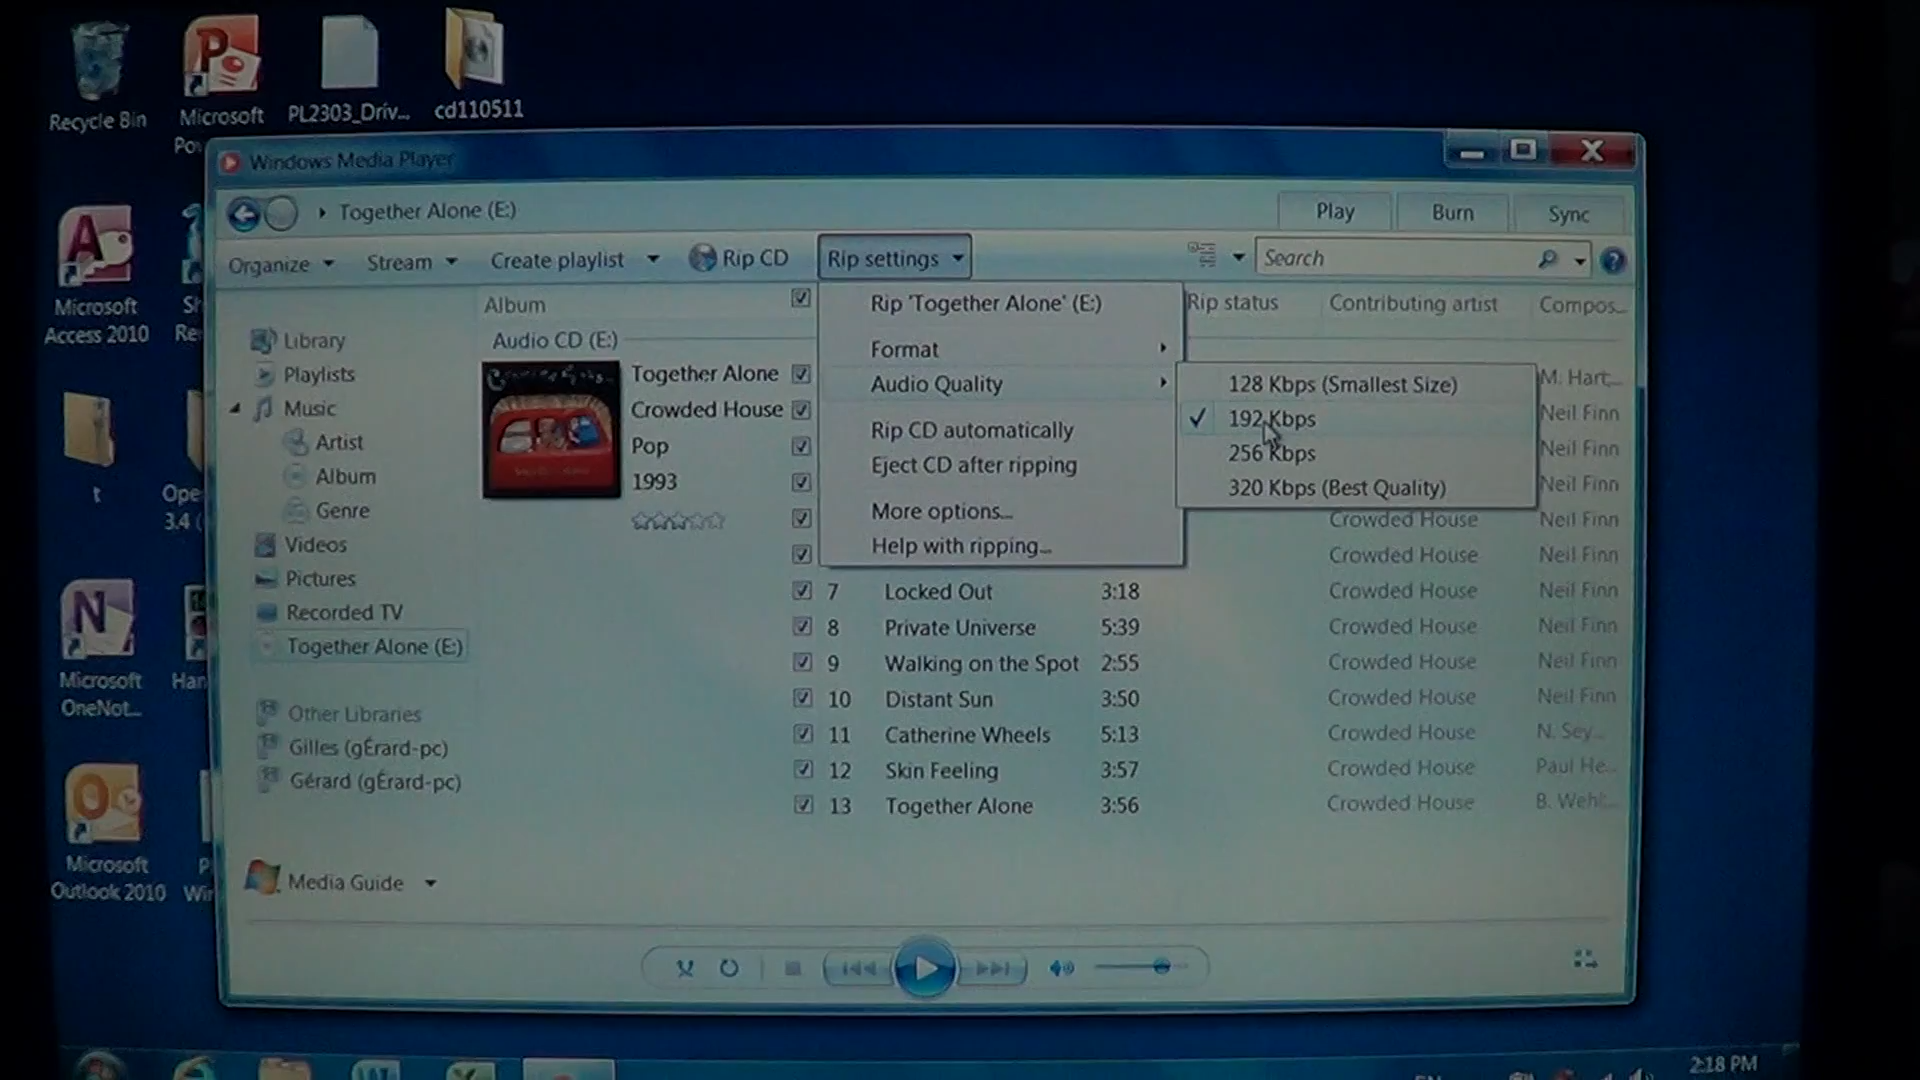 Recycle Bin
Microsoft
PL2303_Driv...
cd110511
Windows Media Player
Together Alone (E:)
Play
Burn
Sync
Organize
Stream
Create playlist
Rip CD
Rip settings
Search
Microsoft
Access 2010
Album
Rip 'Together Alone' (E:)
Rip status
Contributing artist
Compos...
Library
Audio CD (E:)
Format
Playlists
Together Alone
Audio Quality
128 Kbps (Smallest Size)
M. Hart...
Music
Crowded House
192 Kbps
Neil Finn
Artist
Pop
Rip CD automatically
256 Kbps
Neil Finn
Album
1993
Eject CD after ripping
320 Kbps (Best Quality)
Neil Finn
Genre
More options...
Crowded House
Neil Finn
t
Videos
Help with ripping...
Crowded House
Neil Finn
Pictures
7 Locked Out 3:18 Crowded House Neil Finn
Recorded TV
8 Private Universe 5:39 Crowded House Neil Finn
Together Alone (E:)
9 Walking on the Spot 2:55 Crowded House Neil Finn
Microsoft
OneNot...
10 Distant Sun 3:50 Crowded House Neil Finn
Other Libraries
11 Catherine Wheels 5:13 Crowded House N. Sey...
Gilles (gÉrard-pc)
12 Skin Feeling 3:57 Crowded House Paul He...
Gérard (gÉrard-pc)
13 Together Alone 3:56 Crowded House B. Weh...
Microsoft
Outlook 2010
Media Guide
2:18 PM